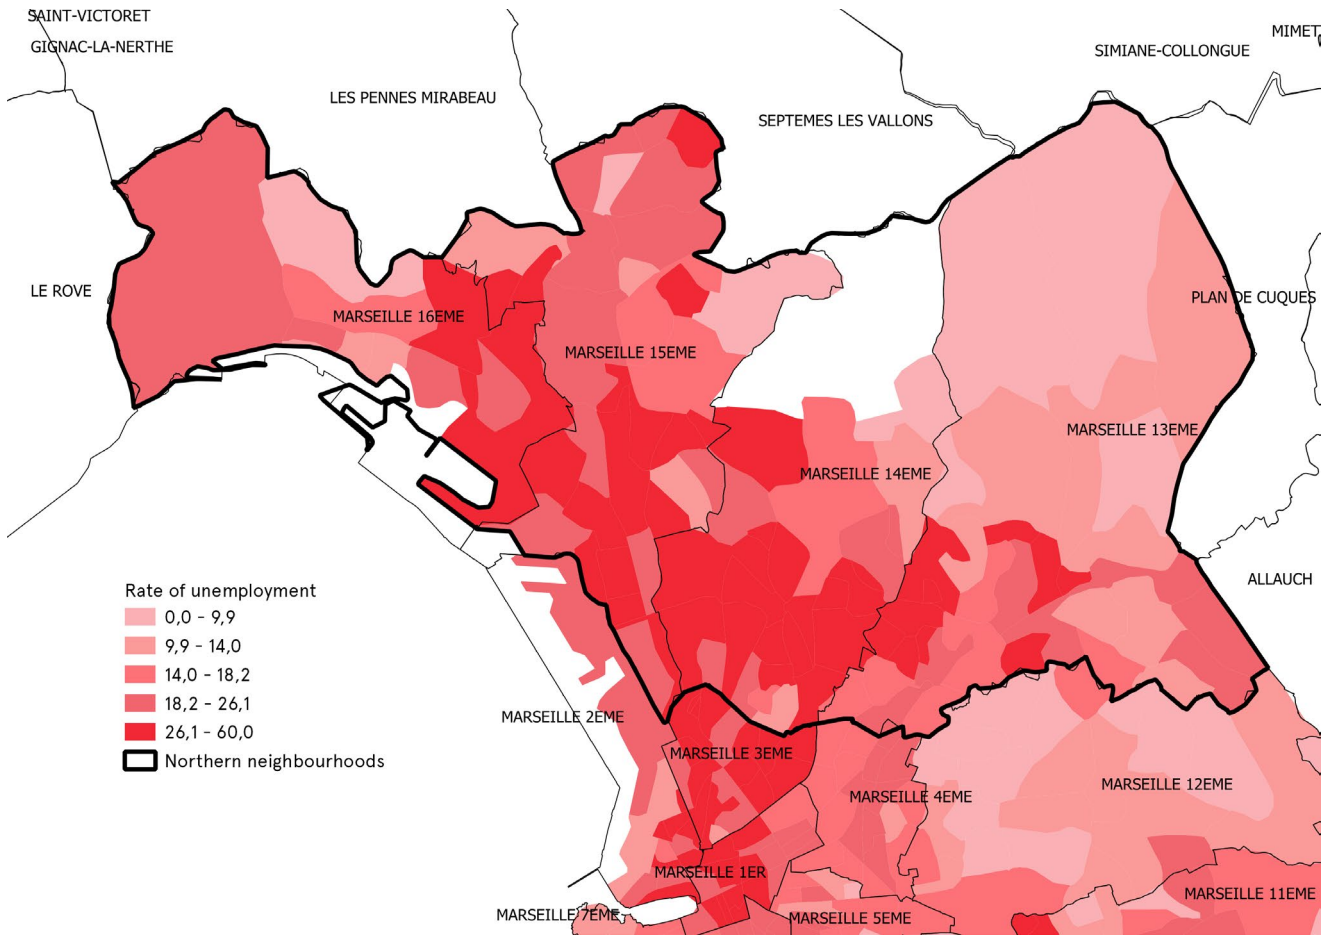 SAINT-VICTORET
GIGNAC-LA-NERTHE
MIMET
SIMIANE-COLLONGUE
LES PENNES MIRABEAU
SEPTEMES LES VALLONS
LE ROVE
PLAN DE CUQUES
MARSEILLE 16EME
MARSEILLE 15EME
MARSEILLE 13EME
MARSEILLE 14EME
ALLAUCH
Rate of unemployment
0,0 - 9,9
9,9 - 14,0
14,0 - 18,2
18,2 - 26,1
26,1 - 60,0
Northern neighbourhoods
MARSEILLE 2EME
MARSEILLE 3EME
MARSEILLE 12EME
MARSEILLE 4EME
MARSEILLE 1ER
MARSEILLE 11EME
MARSEILLE 7EME
MARSEILLE 5EME